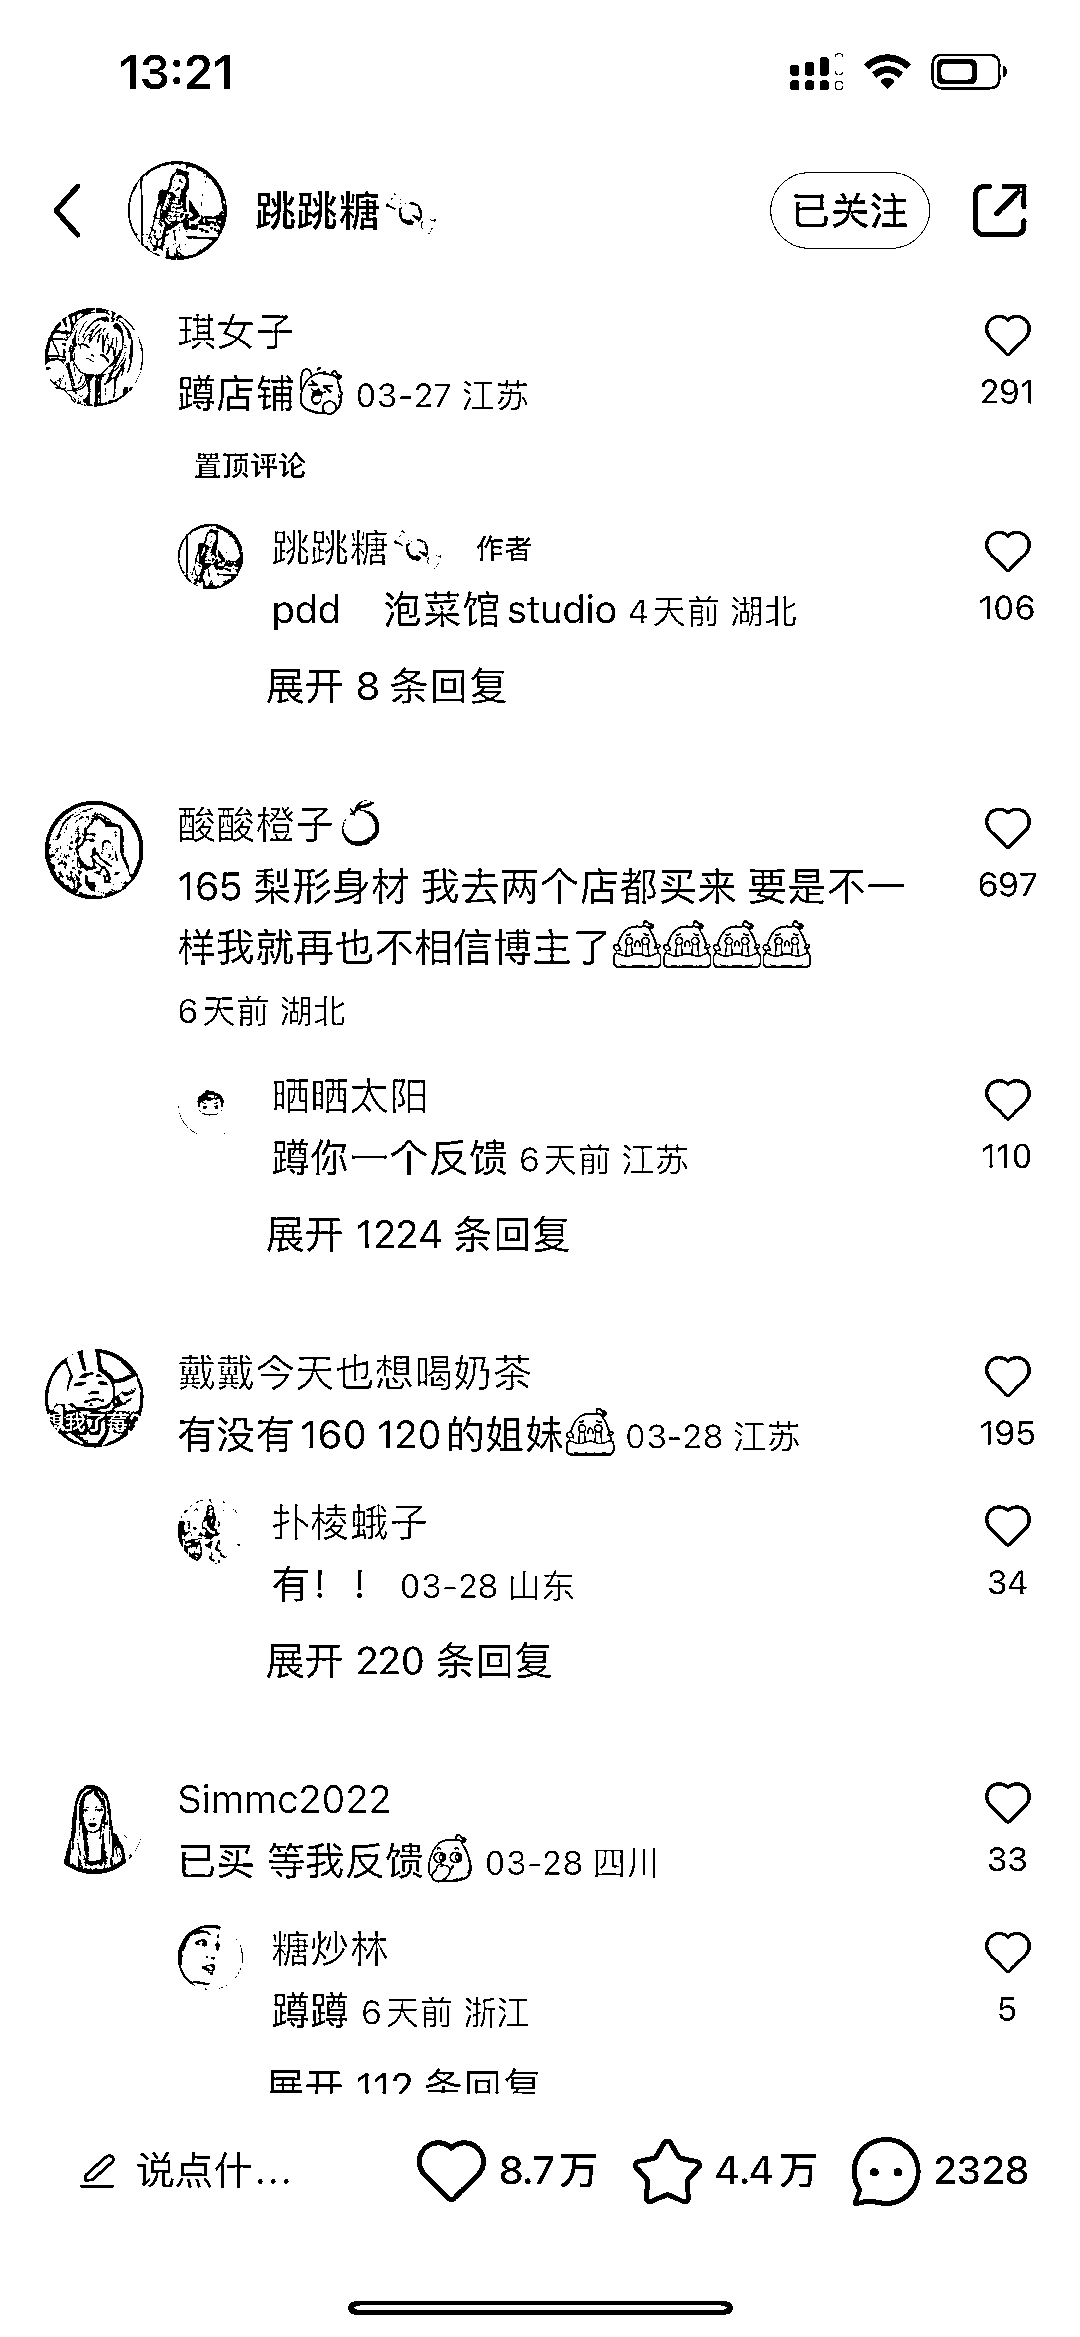 13:21
跳跳糖
已关注
琪女子
291
蹲店铺 03-27 江苏
置顶评论
跳跳糖 作者
106
pdd 泡菜馆studio 4天前 湖北
展开 8 条回复
酸酸橙子
165 梨形身材 我去两个店都买来 要是不一
697
样我就再也不相信博主了
6天前 湖北
晒晒太阳
蹲你一个反馈 6天前 江苏
110
展开 1224 条回复
戴戴今天也想喝奶茶
有没有160 120的姐妹 03-28 江苏
195
扑棱蛾子
有！！ 03-28 山东
34
展开 220 条回复
Simmc2022
已买 等我反馈 03-28 四川
33
糖炒林
蹲蹲 6天前 浙江
5
展开 112 条回复
说点什... 8.7万 4.4万 2328